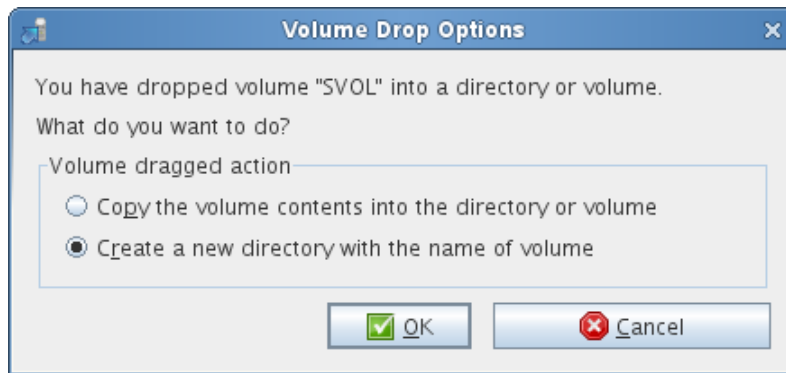 Volume Drop Options
You have dropped volume "SVOL" into a directory or volume.
What do you want to do?
Volume dragged action
Copy the volume contents into the directory or volume
Create a new directory with the name of volume
OK
Cancel